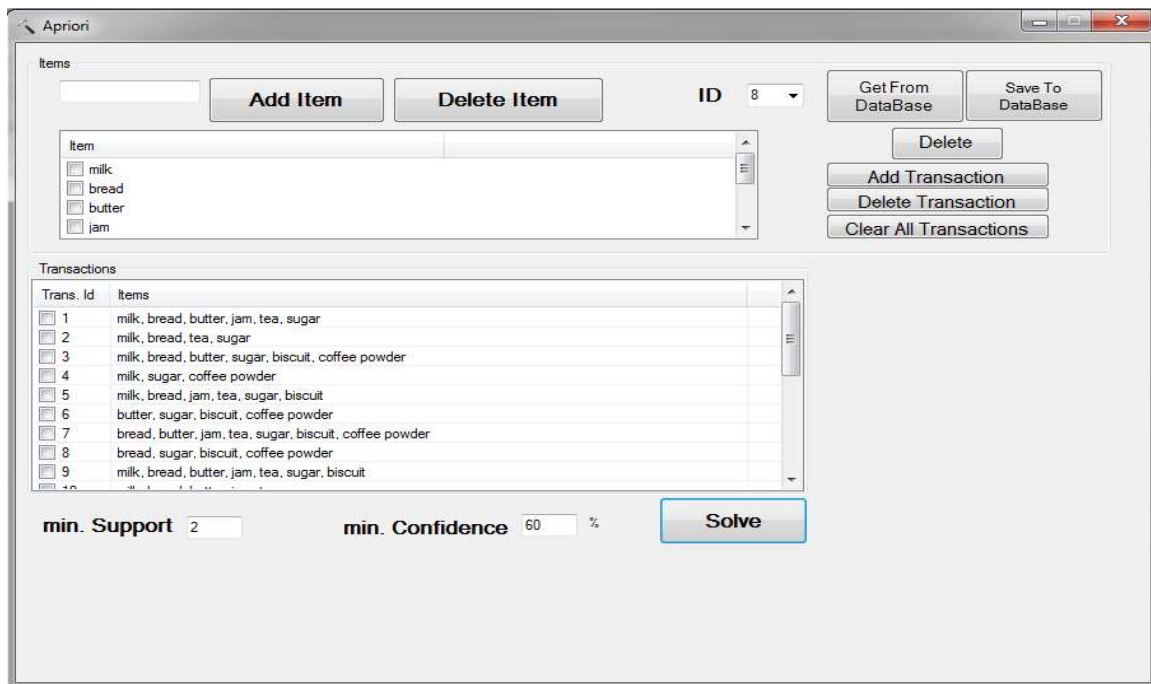 Apriori
Items
Add Item
Delete Item
ID
8
Get From
DataBase
Save To
DataBase
Item
milk
bread
butter
jam
Delete
Add Transaction
Delete Transaction
Clear All Transactions
Transactions
Trans. Id Items
1 milk, bread, butter, jam, tea, sugar
2 milk, bread, tea, sugar
3 milk, bread, butter, sugar, biscuit, coffee powder
4 milk, sugar, coffee powder
5 milk, bread, jam, tea, sugar, biscuit
6 butter, sugar, biscuit, coffee powder
7 bread, butter, jam, tea, sugar, biscuit, coffee powder
8 bread, sugar, biscuit, coffee powder
9 milk, bread, butter, jam, tea, sugar, biscuit
min. Support 2
min. Confidence 60 %
Solve